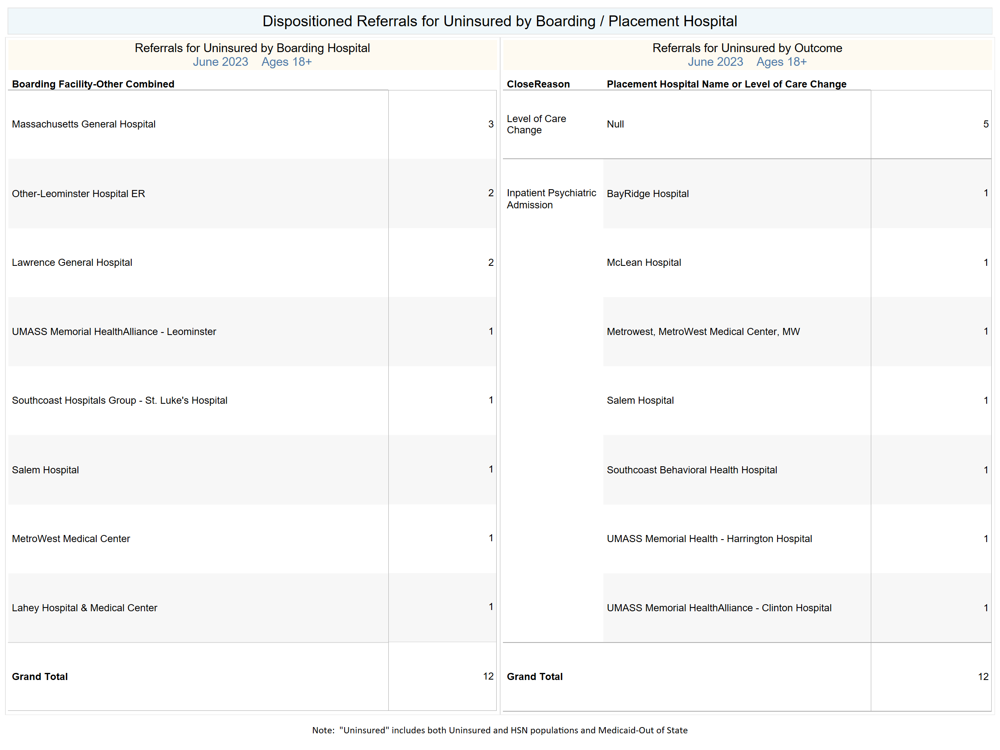 Dispositioned Referrals for Uninsured by Boarding / Placement Hospital
Referrals for Uninsured by Boarding Hospital
June 2023 Ages 18+
Boarding Facility-Other Combined
Massachusetts General Hospital 3
Other-Leominster Hospital ER 2
Lawrence General Hospital 2
UMASS Memorial HealthAlliance - Leominster 1
Southcoast Hospitals Group - St. Luke's Hospital 1
Salem Hospital 1
MetroWest Medical Center 1
Lahey Hospital & Medical Center 1
Grand Total 12
Referrals for Uninsured by Outcome
June 2023 Ages 18+
CloseReason Placement Hospital Name or Level of Care Change
Level of Care
Change
Null 5
Inpatient Psychiatric
Admission
BayRidge Hospital 1
McLean Hospital 1
Metrowest, MetroWest Medical Center, MW 1
Salem Hospital 1
Southcoast Behavioral Health Hospital 1
UMASS Memorial Health - Harrington Hospital 1
UMASS Memorial HealthAlliance - Clinton Hospital 1
Grand Total 12
Note: "Uninsured" includes both Uninsured and HSN populations and Medicaid-Out of State